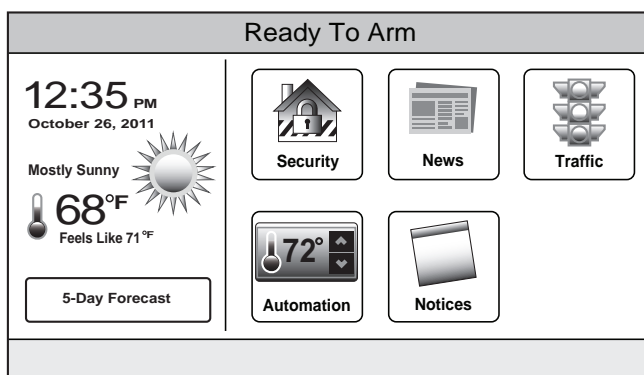 Ready To Arm
12:35 PM
October 26, 2011
Mostly Sunny
68°F
Feels Like 71°F
5-Day Forecast
Security
News
Traffic
72°
Automation
Notices